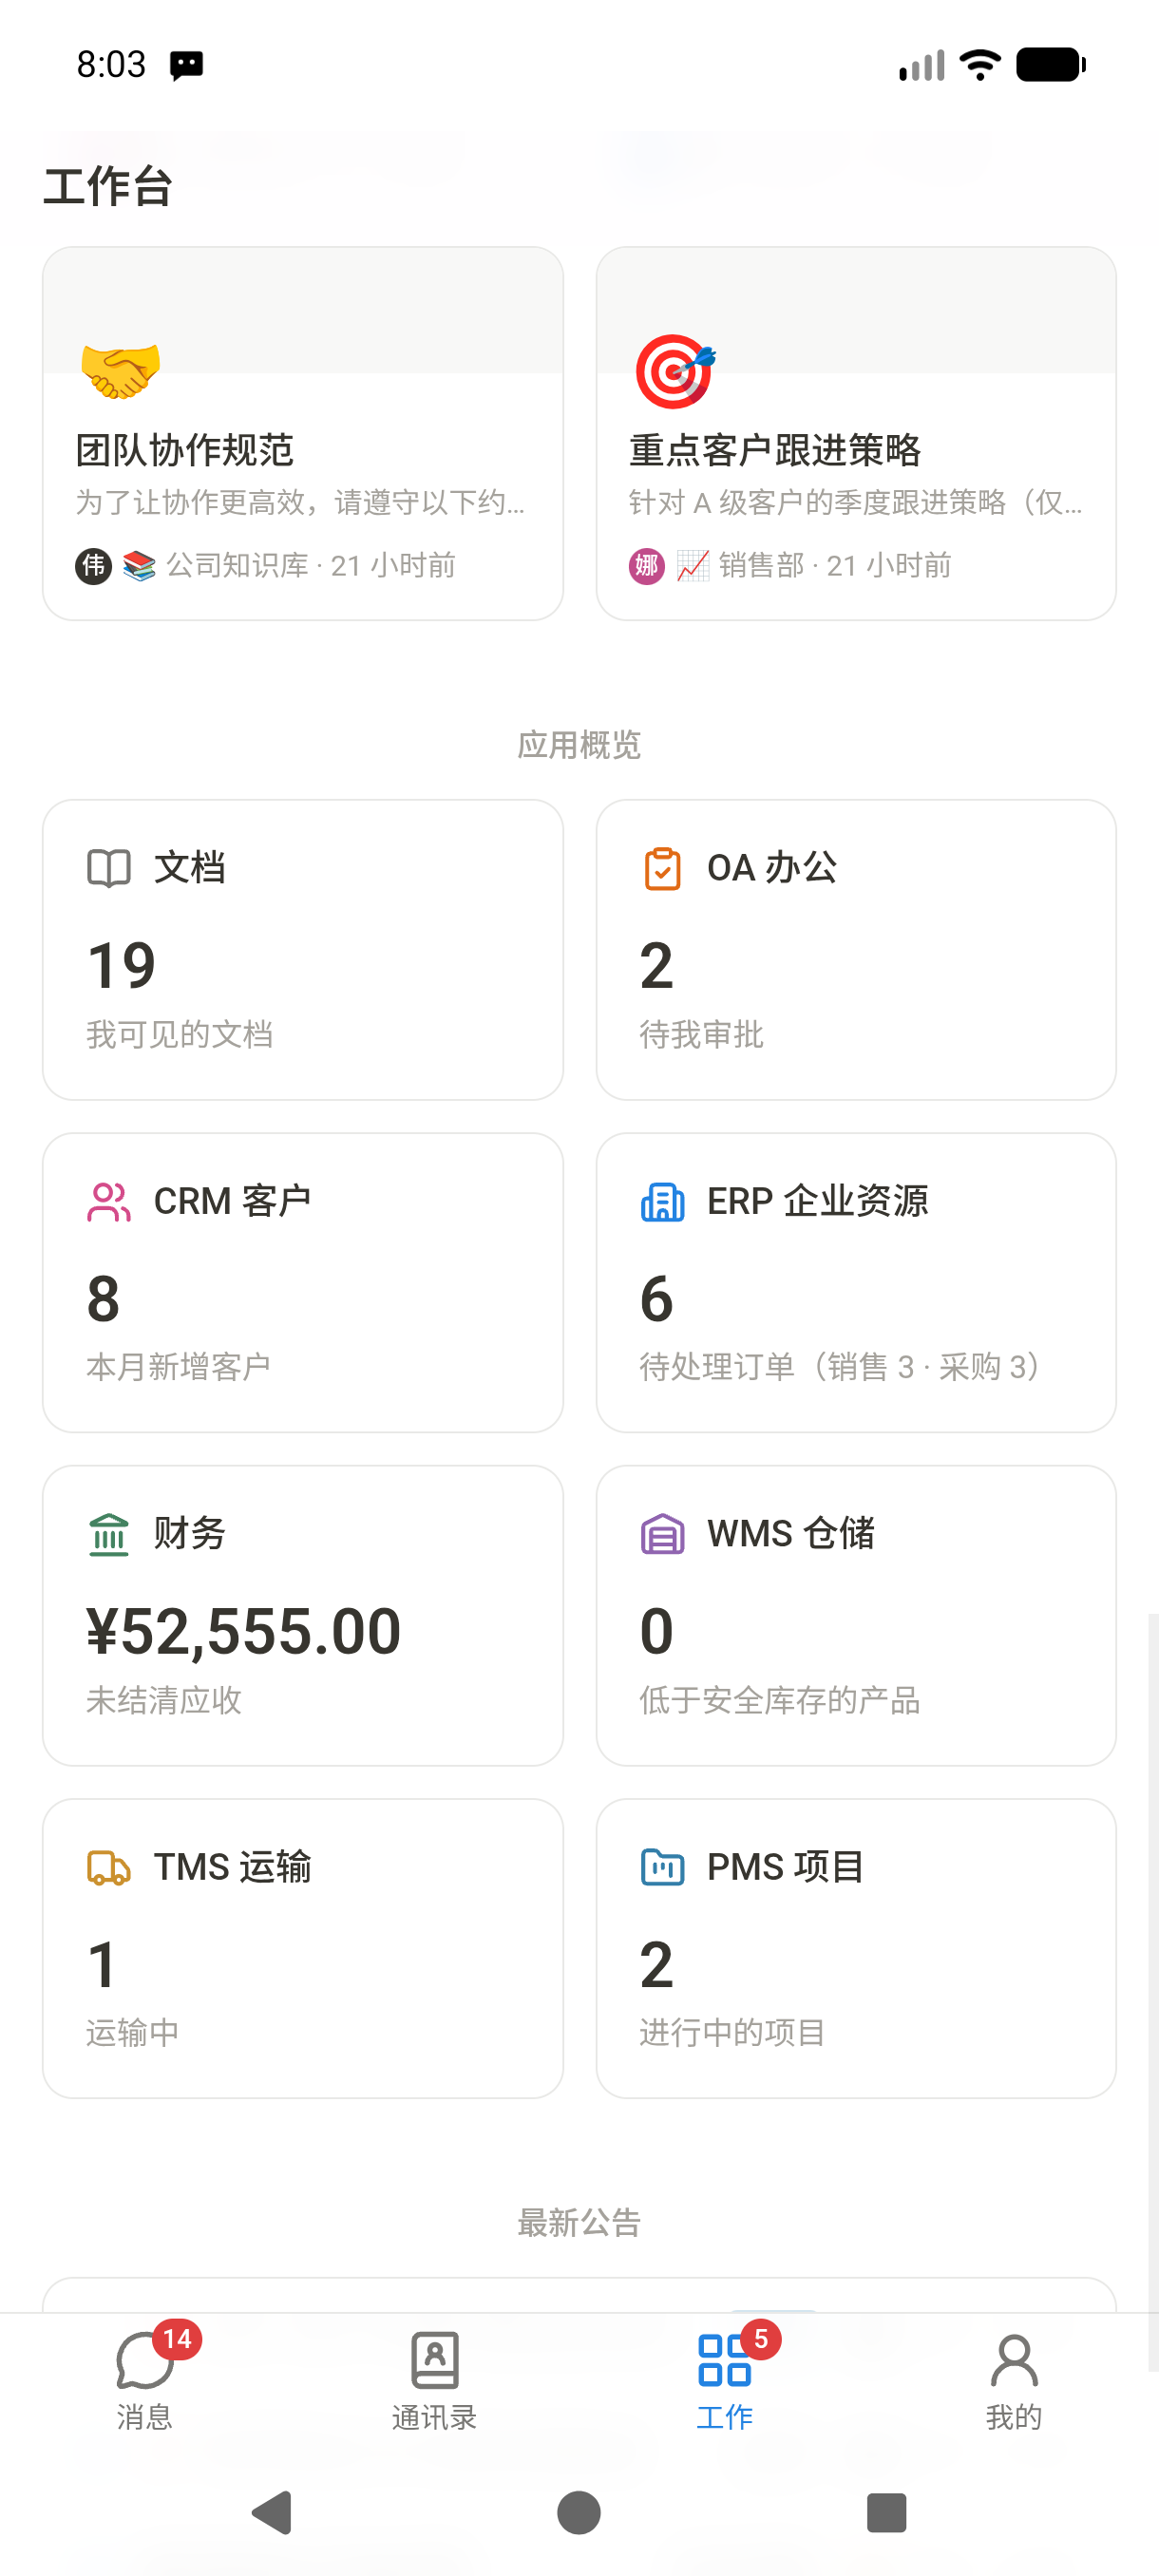 8:03
工作台
团队协作规范
为了让协作更高效，请遵守以下约...
伟 公司知识库 · 21 小时前
重点客户跟进策略
针对 A 级客户的季度跟进策略（仅...
娜 销售部 · 21 小时前
应用概览
文档
19
我可见的文档
OA 办公
2
待我审批
CRM 客户
8
本月新增客户
ERP 企业资源
6
待处理订单（销售 3 · 采购 3）
财务
¥52,555.00
未结清应收
WMS 仓储
0
低于安全库存的产品
TMS 运输
1
运输中
PMS 项目
2
进行中的项目
最新公告
14
消息
通讯录
5
工作
我的